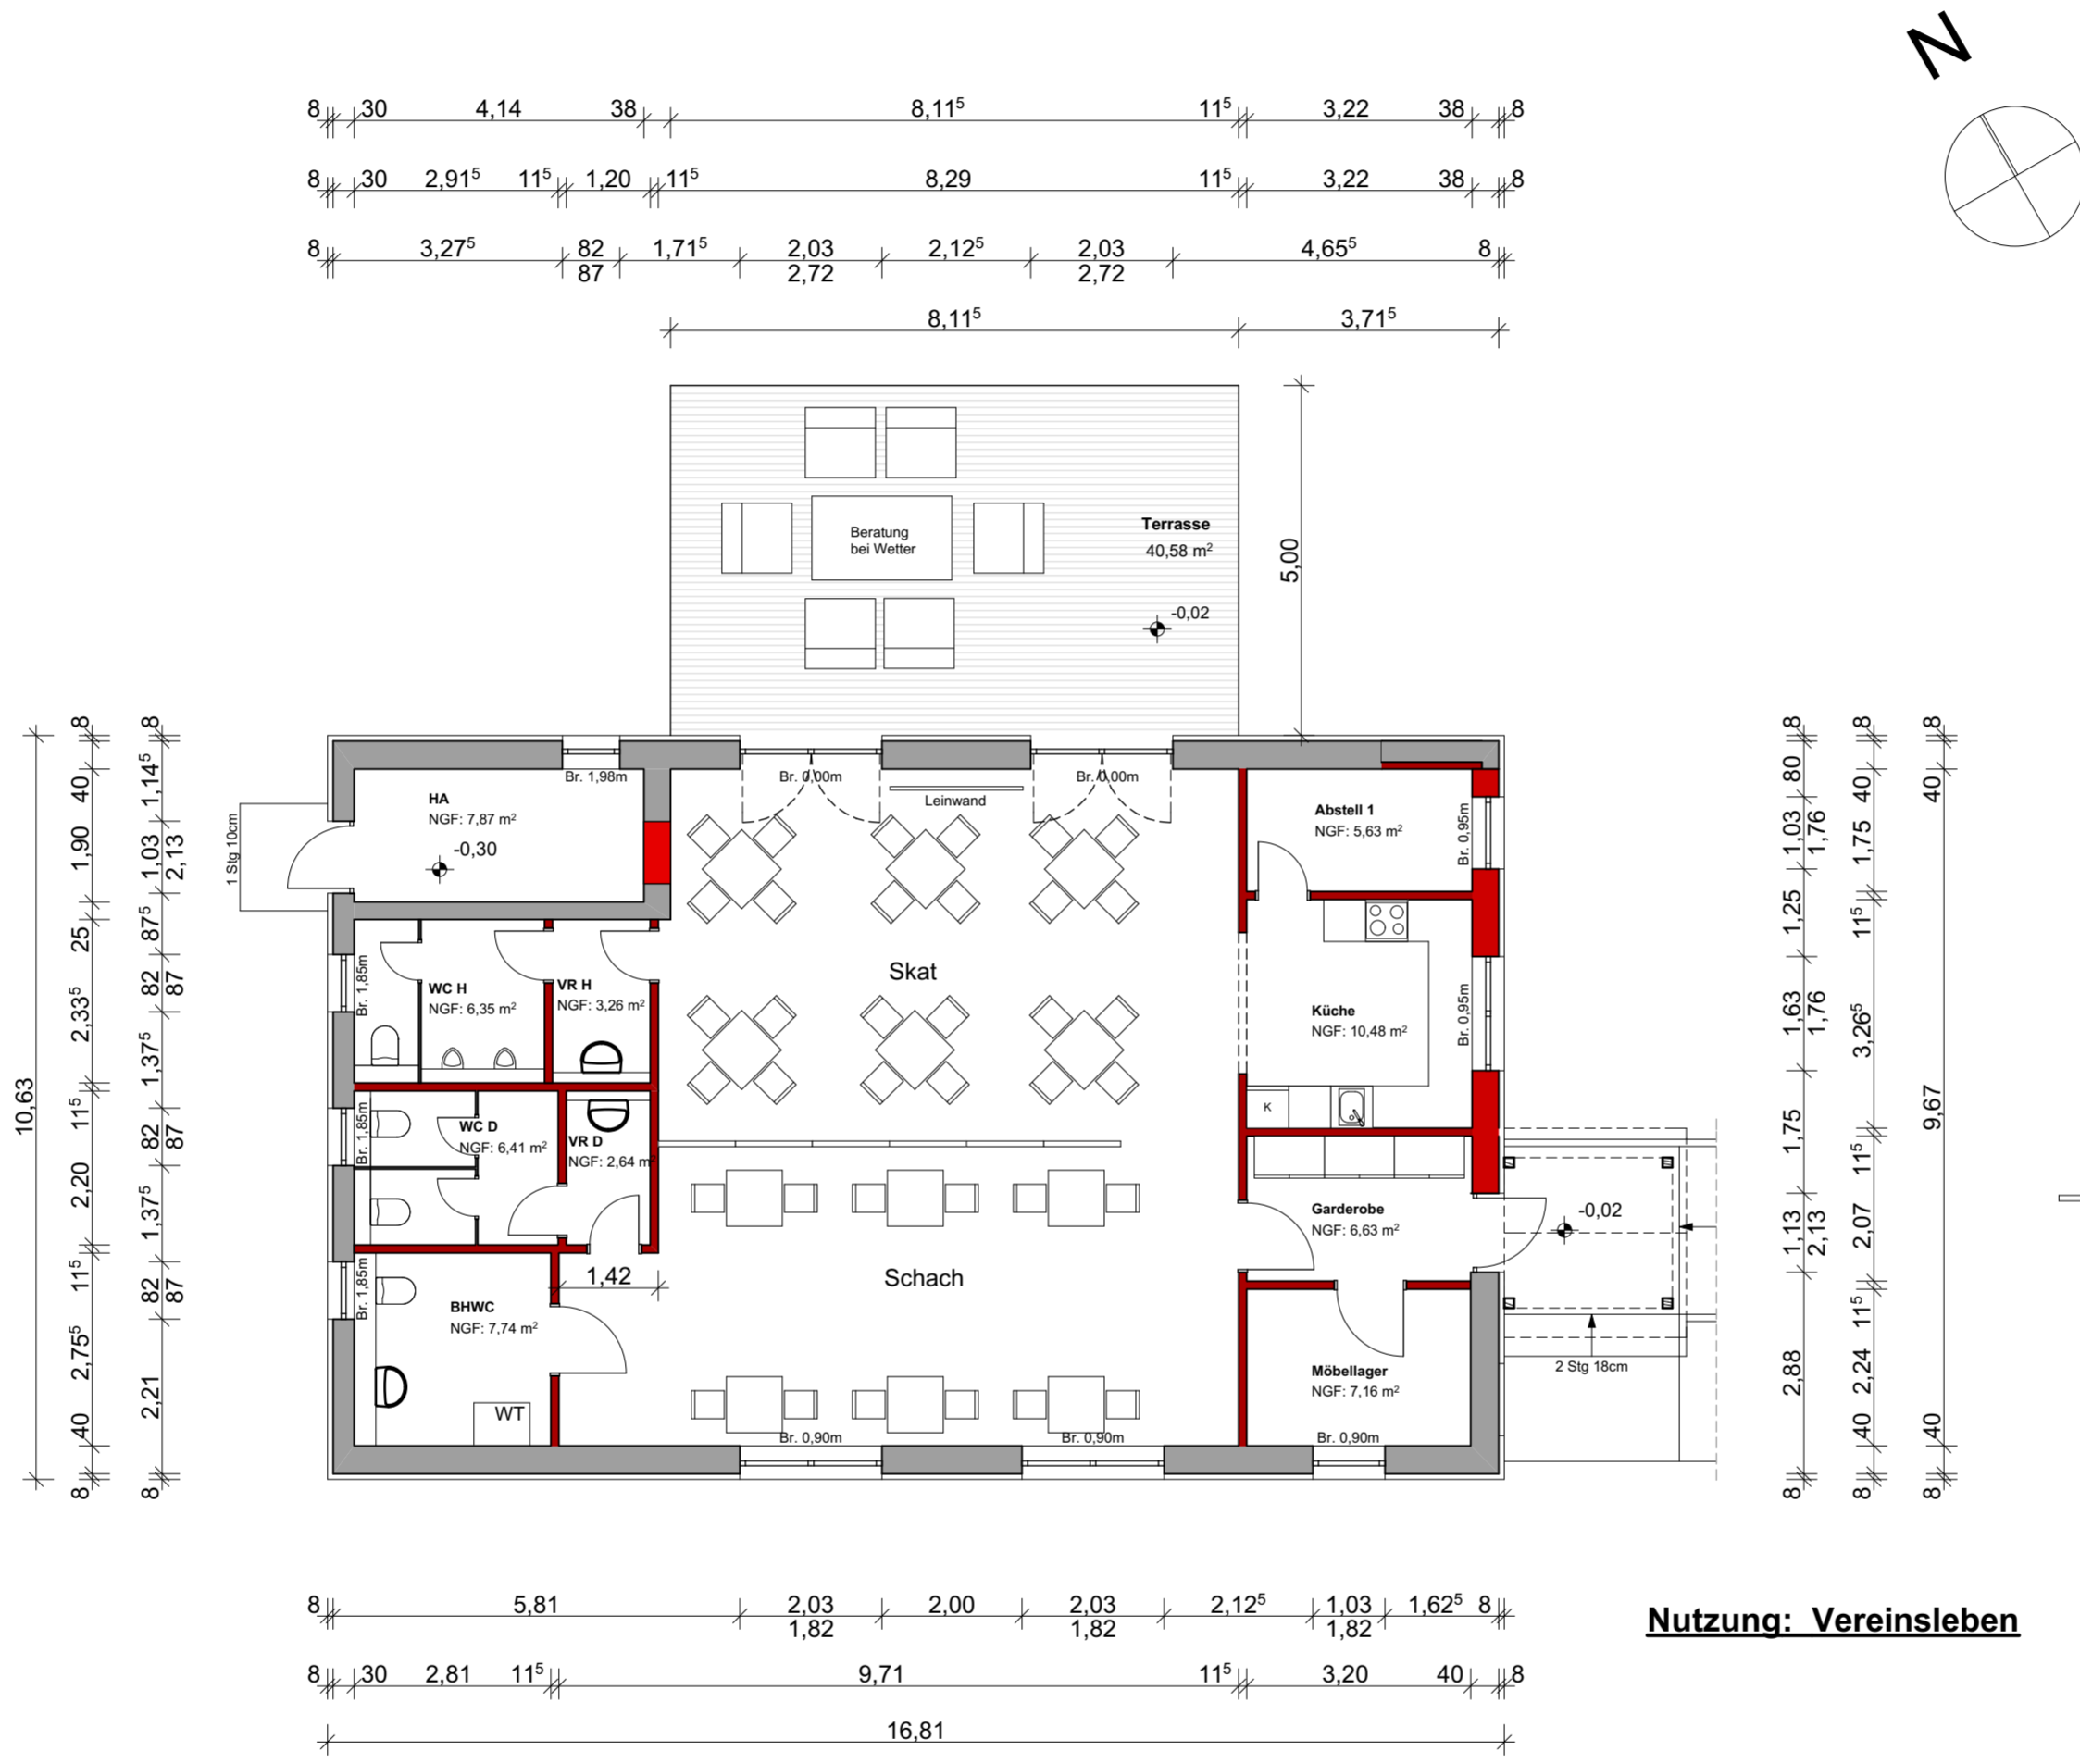 N
8 30 4,14 38 8,11⁵ 11⁵ 3,22 38 8
8 30 2,91⁵ 11⁵ 1,20 11⁵ 8,29 11⁵ 3,22 38 8
8 3,27⁵ 82 1,71⁵ 2,03 2,12⁵ 2,03 4,65⁵ 8
87 2,72 2,72
8,11⁵ 3,71⁵
Terrasse
40,58 m²
Beratung
bei Wetter
5,00
-0,02
Br. 1,98m
Br. 0,00m
Br. 0,00m
Leinwand
HA
NGF: 7,87 m²
-0,30
1 Stg 10cm
Abstell 1
NGF: 5,63 m²
Br. 0,95m
Skat
WC H
NGF: 6,35 m²
Br. 1,85m
VR H
NGF: 3,26 m²
Küche
NGF: 10,48 m²
Br. 0,95m
K
WC D
NGF: 6,41 m²
Br. 1,85m
VR D
NGF: 2,64 m²
Garderobe
NGF: 6,63 m²
-0,02
Schach
1,42
BHWC
NGF: 7,74 m²
Br. 1,85m
WT
Möbellager
NGF: 7,16 m²
2 Stg 18cm
Br. 0,90m
Br. 0,90m
Br. 0,90m
10,63
8 40 1,90 25 2,33⁵ 11⁵ 2,20 11⁵ 2,75⁵ 40 8
8 1,14⁵ 1,03 87⁵ 82 1,37⁵ 82 1,37⁵ 82 2,21 8
2,13 87 87 87
8 80 1,03 1,25 1,63 1,75 1,13 2,88 8
1,76 1,76 2,13
8 40 1,75 11⁵ 3,26⁵ 11⁵ 2,07 11⁵ 2,24 40 8
8 40 9,67 40 8
8 5,81 2,03 2,00 2,03 2,12⁵ 1,03 1,62⁵ 8
1,82 1,82 1,82
8 30 2,81 11⁵ 9,71 11⁵ 3,20 40 8
16,81
Nutzung: Vereinsleben